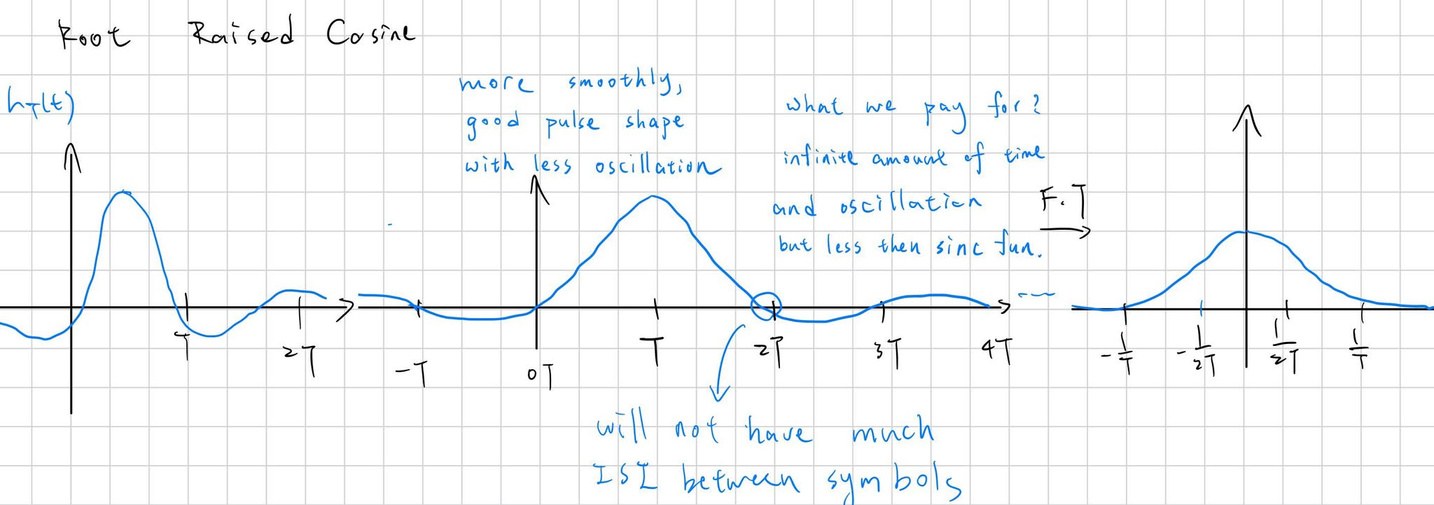 Root Raised Cosine
hT(t)
more smoothly,
good pulse shape
with less oscillation
what we pay for?
infinite amount of time
and oscillation
but less then sinc fun.
F.T
T
2T
-T
0T
T
2T
3T
4T
-1/T
-1/2T
1/2T
1/T
will not have much
ISI between symbols